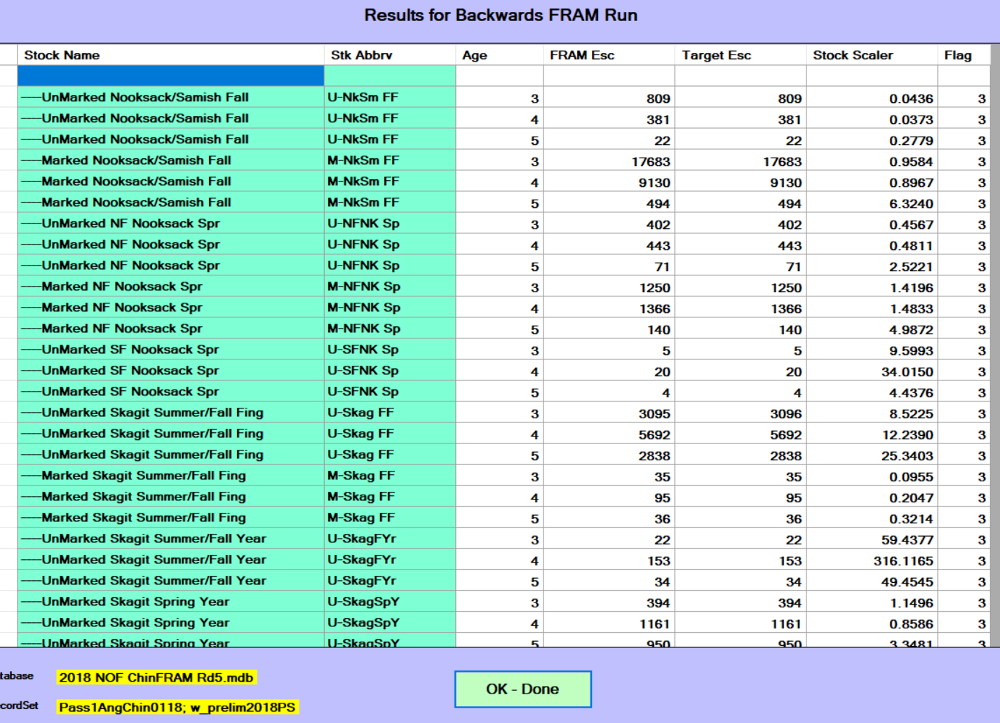 Results for Backwards FRAM Run
Stock Name Stk Abbrv Age FRAM Esc Target Esc Stock Scaler Flag
----UnMarked Nooksack/Samish Fall U-NkSm FF 3 809 809 0.0436 3
----UnMarked Nooksack/Samish Fall U-NkSm FF 4 381 381 0.0373 3
----UnMarked Nooksack/Samish Fall U-NkSm FF 5 22 22 0.2779 3
----Marked Nooksack/Samish Fall M-NkSm FF 3 17683 17683 0.9584 3
----Marked Nooksack/Samish Fall M-NkSm FF 4 9130 9130 0.8967 3
----Marked Nooksack/Samish Fall M-NkSm FF 5 494 494 6.3240 3
----UnMarked NF Nooksack Spr U-NFNK Sp 3 402 402 0.4567 3
----UnMarked NF Nooksack Spr U-NFNK Sp 4 443 443 0.4811 3
----UnMarked NF Nooksack Spr U-NFNK Sp 5 71 71 2.5221 3
----Marked NF Nooksack Spr M-NFNK Sp 3 1250 1250 1.4196 3
----Marked NF Nooksack Spr M-NFNK Sp 4 1366 1366 1.4833 3
----Marked NF Nooksack Spr M-NFNK Sp 5 140 140 4.9872 3
----UnMarked SF Nooksack Spr U-SFNK Sp 3 5 5 9.5993 3
----UnMarked SF Nooksack Spr U-SFNK Sp 4 20 20 34.0150 3
----UnMarked SF Nooksack Spr U-SFNK Sp 5 4 4 4.4376 3
----UnMarked Skagit Summer/Fall Fing U-Skag FF 3 3095 3096 8.5225 3
----UnMarked Skagit Summer/Fall Fing U-Skag FF 4 5692 5692 12.2390 3
----UnMarked Skagit Summer/Fall Fing U-Skag FF 5 2838 2838 25.3403 3
----Marked Skagit Summer/Fall Fing M-Skag FF 3 35 35 0.0955 3
----Marked Skagit Summer/Fall Fing M-Skag FF 4 95 95 0.2047 3
----Marked Skagit Summer/Fall Fing M-Skag FF 5 36 36 0.3214 3
----UnMarked Skagit Summer/Fall Year U-SkagFYr 3 22 22 59.4377 3
----UnMarked Skagit Summer/Fall Year U-SkagFYr 4 153 153 316.1165 3
----UnMarked Skagit Summer/Fall Year U-SkagFYr 5 34 34 49.4545 3
----UnMarked Skagit Spring Year U-SkagSpY 3 394 394 1.1496 3
----UnMarked Skagit Spring Year U-SkagSpY 4 1161 1161 0.8586 3
----UnMarked Skagit Spring Year U-SkagSpY 5 950 950 3.3481 3
tabase 2018 NOF ChinFRAM Rd5.mdb
OK - Done
cordSet Pass1AngChin0118; w_prelim2018PS